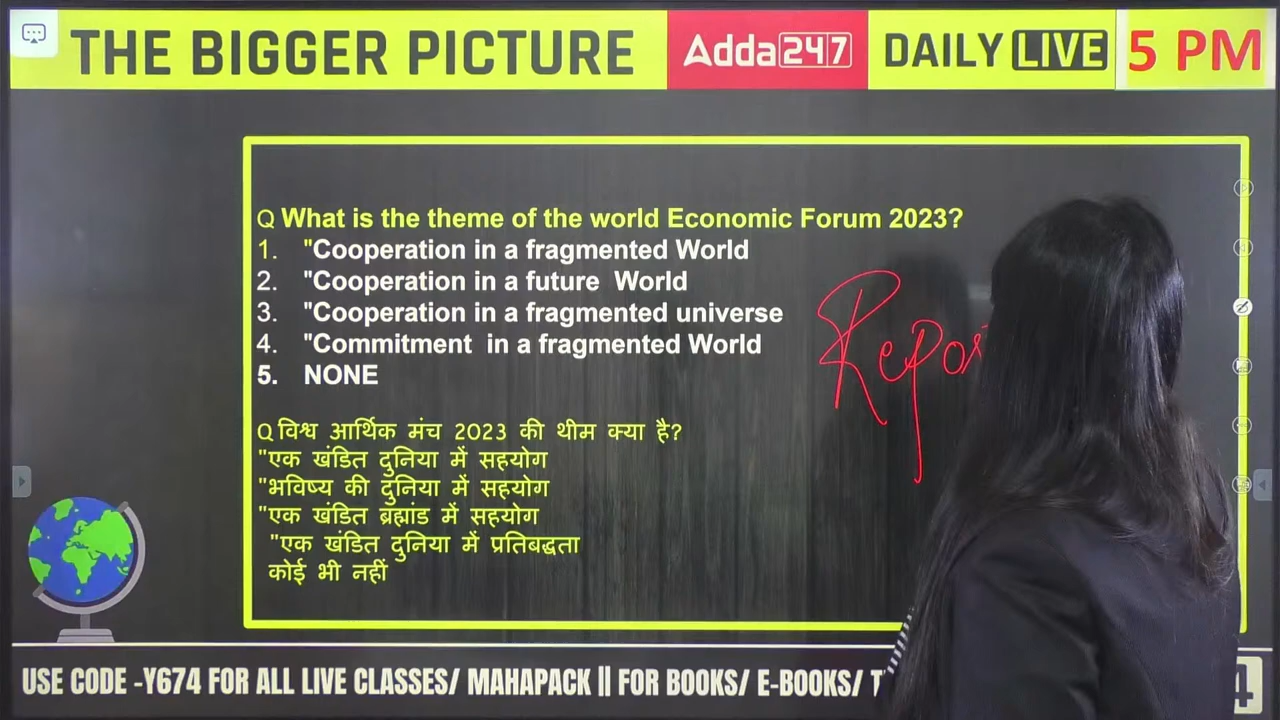 THE BIGGER PICTURE Adda247 DAILY LIVE 5 PM
Q What is the theme of the world Economic Forum 2023?
1. "Cooperation in a fragmented World
2. "Cooperation in a future World
3. "Cooperation in a fragmented universe
4. "Commitment in a fragmented World
5. NONE
Repor
Q विश्व आर्थिक मंच 2023 की थीम क्या है?
"एक खंडित दुनिया में सहयोग
"भविष्य की दुनिया में सहयोग
"एक खंडित ब्रह्मांड में सहयोग
"एक खंडित दुनिया में प्रतिबद्धता
कोई भी नहीं
USE CODE -Y674 FOR ALL LIVE CLASSES/ MAHAPACK || FOR BOOKS/ E-BOOKS/